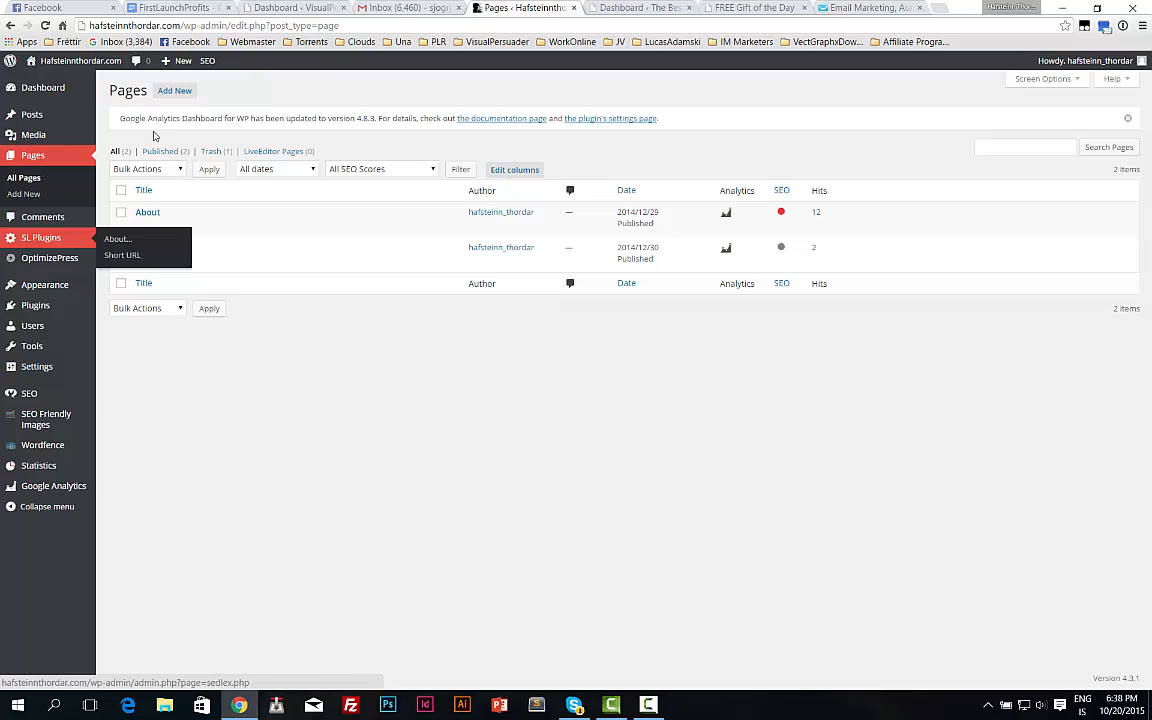 Facebook
FirstLaunchProfits - C
Dashboard ‹ VisualP
Inbox (6,460) - sjogr
Pages ‹ Hafsteinntho
Dashboard ‹ The Bes
FREE Gift of the Day
Email Marketing, Au
HafsteinnThor...
hafsteinnthordar.com/wp-admin/edit.php?post_type=page
Apps
Fréttir
Inbox (3,384)
Facebook
Webmaster
Torrents
Clouds
Una
PLR
VisualPersuader
WorkOnline
JV
LucasAdamski
IM Marketers
VectGraphxDow...
Affiliate Progra...
Hafsteinnthordar.com
0
New
SEO
Howdy, hafsteinn_thordar
Dashboard
Posts
Media
Pages
All Pages
Add New
Comments
SL Plugins
OptimizePress
Appearance
Plugins
Users
Tools
Settings
SEO
SEO Friendly
Images
Wordfence
Statistics
Google Analytics
Collapse menu
About...
Short URL
Screen Options
Help
Pages
Add New
Google Analytics Dashboard for WP has been updated to version 4.8.3. For details, check out the documentation page and the plugin's settings page.
All (2) | Published (2) | Trash (1) | LiveEditor Pages (0)
Search Pages
Bulk Actions
Apply
All dates
All SEO Scores
Filter
Edit columns
2 items
Title
Author
Date
Analytics
SEO
Hits
About
hafsteinn_thordar
—
2014/12/29
Published
12
hafsteinn_thordar
—
2014/12/30
Published
2
Title
Author
Date
Analytics
SEO
Hits
Bulk Actions
Apply
2 items
hafsteinnthordar.com/wp-admin/admin.php?page=sedlex.php
Version 4.3.1
Ps
Id
Ai
ENG
IS
6:38 PM
10/20/2015